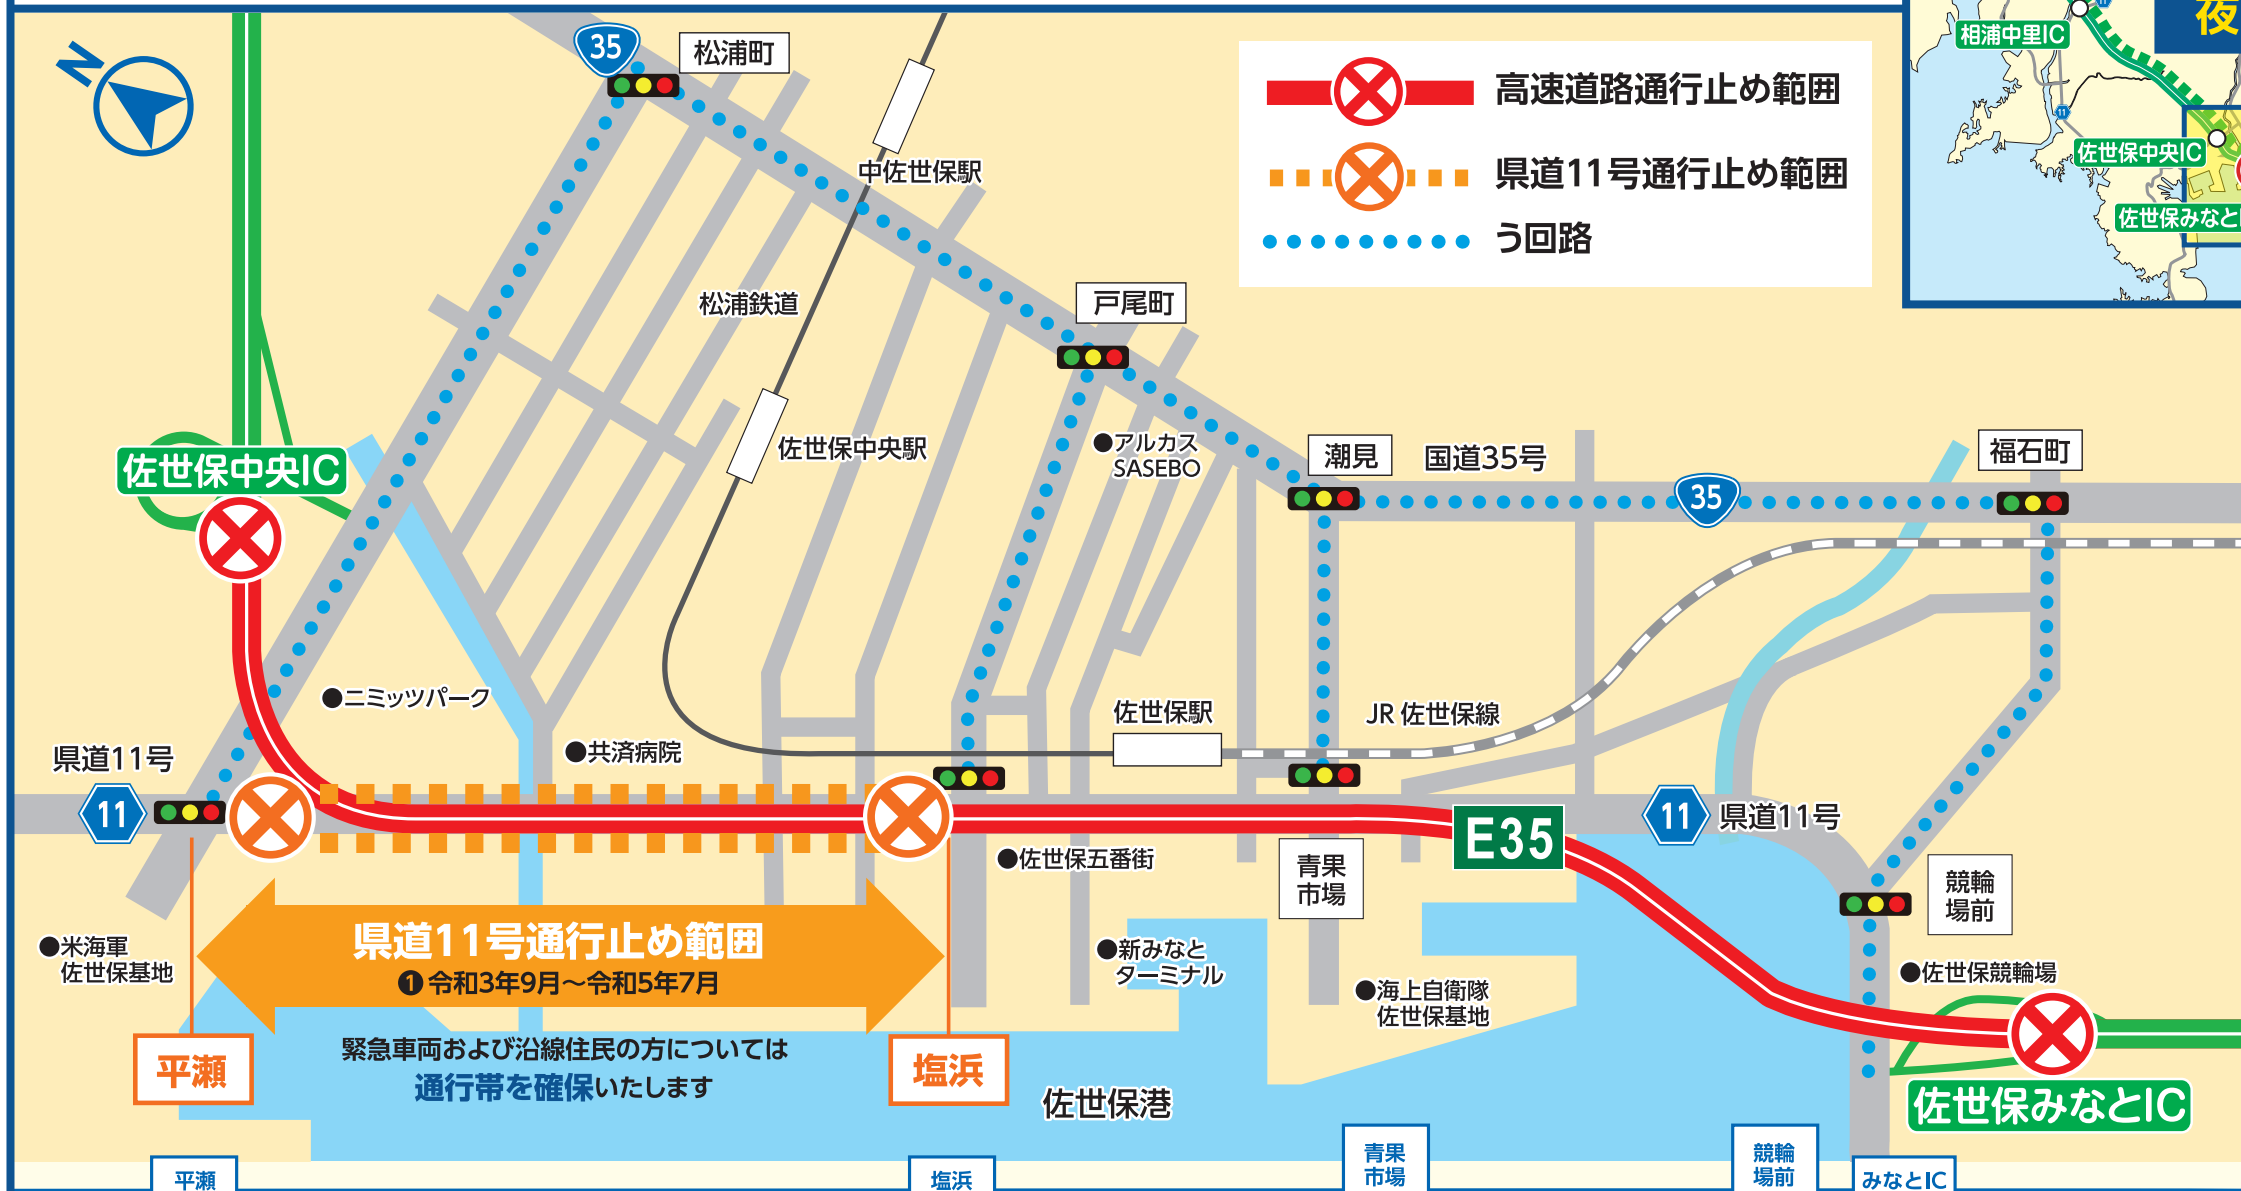 N
35
松浦町
中佐世保駅
高速道路通行止め範囲
県道11号通行止め範囲
う回路
相浦中里IC
佐世保中央IC
佐世保みなと
夜
松浦鉄道
戸尾町
佐世保中央駅
●アルカス
SASEBO
潮見
国道35号
35
福石町
佐世保中央IC
●ニミッツパーク
県道11号
11
●共済病院
佐世保駅
JR 佐世保線
E35
11
県道11号
●佐世保五番街
青果
市場
競輪
場前
●米海軍
佐世保基地
県道11号通行止め範囲
❶令和3年9月～令和5年7月
●新みなと
ターミナル
●海上自衛隊
佐世保基地
●佐世保競輪場
平瀬
緊急車両および沿線住民の方については
通行帯を確保いたします
塩浜
佐世保港
佐世保みなとIC
平瀬
塩浜
青果
市場
競輪
場前
みなとIC